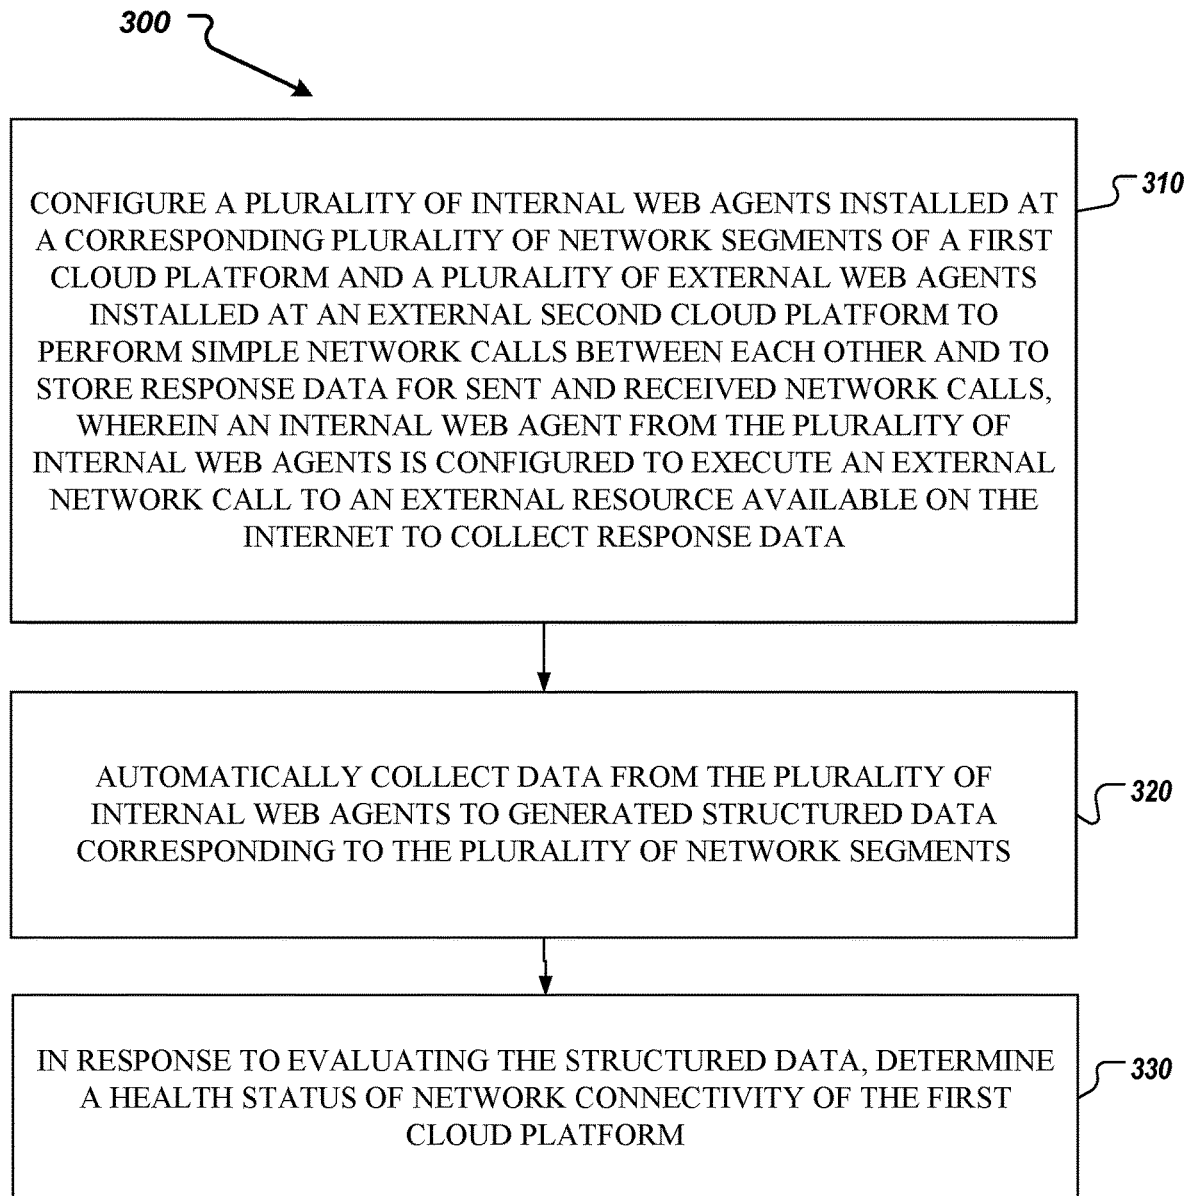 300
310
CONFIGURE A PLURALITY OF INTERNAL WEB AGENTS INSTALLED AT
A CORRESPONDING PLURALITY OF NETWORK SEGMENTS OF A FIRST
CLOUD PLATFORM AND A PLURALITY OF EXTERNAL WEB AGENTS
INSTALLED AT AN EXTERNAL SECOND CLOUD PLATFORM TO
PERFORM SIMPLE NETWORK CALLS BETWEEN EACH OTHER AND TO
STORE RESPONSE DATA FOR SENT AND RECEIVED NETWORK CALLS,
WHEREIN AN INTERNAL WEB AGENT FROM THE PLURALITY OF
INTERNAL WEB AGENTS IS CONFIGURED TO EXECUTE AN EXTERNAL
NETWORK CALL TO AN EXTERNAL RESOURCE AVAILABLE ON THE
INTERNET TO COLLECT RESPONSE DATA
AUTOMATICALLY COLLECT DATA FROM THE PLURALITY OF
INTERNAL WEB AGENTS TO GENERATED STRUCTURED DATA
CORRESPONDING TO THE PLURALITY OF NETWORK SEGMENTS
320
IN RESPONSE TO EVALUATING THE STRUCTURED DATA, DETERMINE
A HEALTH STATUS OF NETWORK CONNECTIVITY OF THE FIRST
CLOUD PLATFORM
330